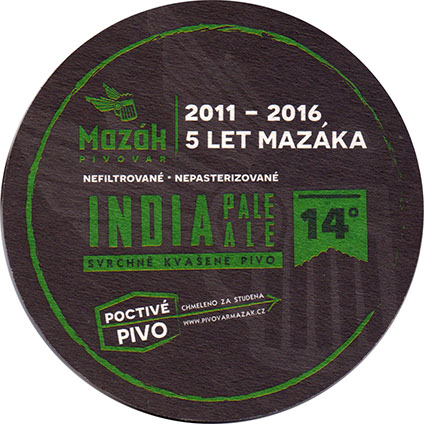 Mazák
PIVOVAR
2011 – 2016
5 LET MAZÁKA
NEFILTROVANÉ • NEPASTERIZOVANÉ
INDIA PALE ALE
14°
SVRCHNĚ KVAŠENÉ PIVO
POCTIVÉ
PIVO
CHMELENO ZA STUDENA
WWW.PIVOVARMAZAK.CZ